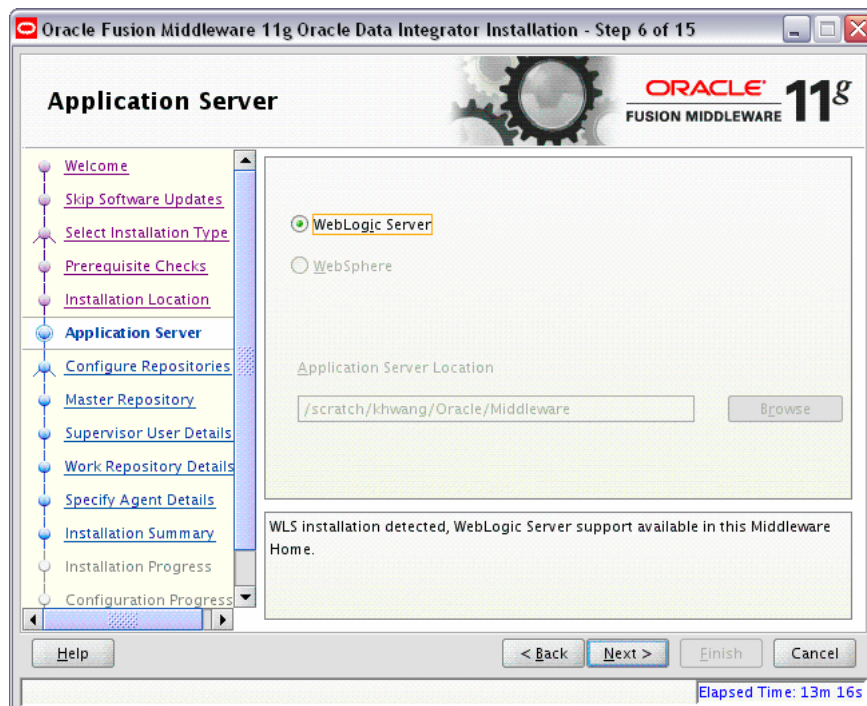 Oracle Fusion Middleware 11g Oracle Data Integrator Installation - Step 6 of 15
Application Server
ORACLE
FUSION MIDDLEWARE 11g
Welcome
Skip Software Updates
Select Installation Type
Prerequisite Checks
Installation Location
Application Server
Configure Repositories
Master Repository
Supervisor User Details
Work Repository Details
Specify Agent Details
Installation Summary
Installation Progress
Configuration Progress
WebLogic Server
WebSphere
Application Server Location
/scratch/khwang/Oracle/Middleware
Browse
WLS installation detected, WebLogic Server support available in this Middleware
Home.
Help
< Back
Next >
Finish
Cancel
Elapsed Time: 13m 16s